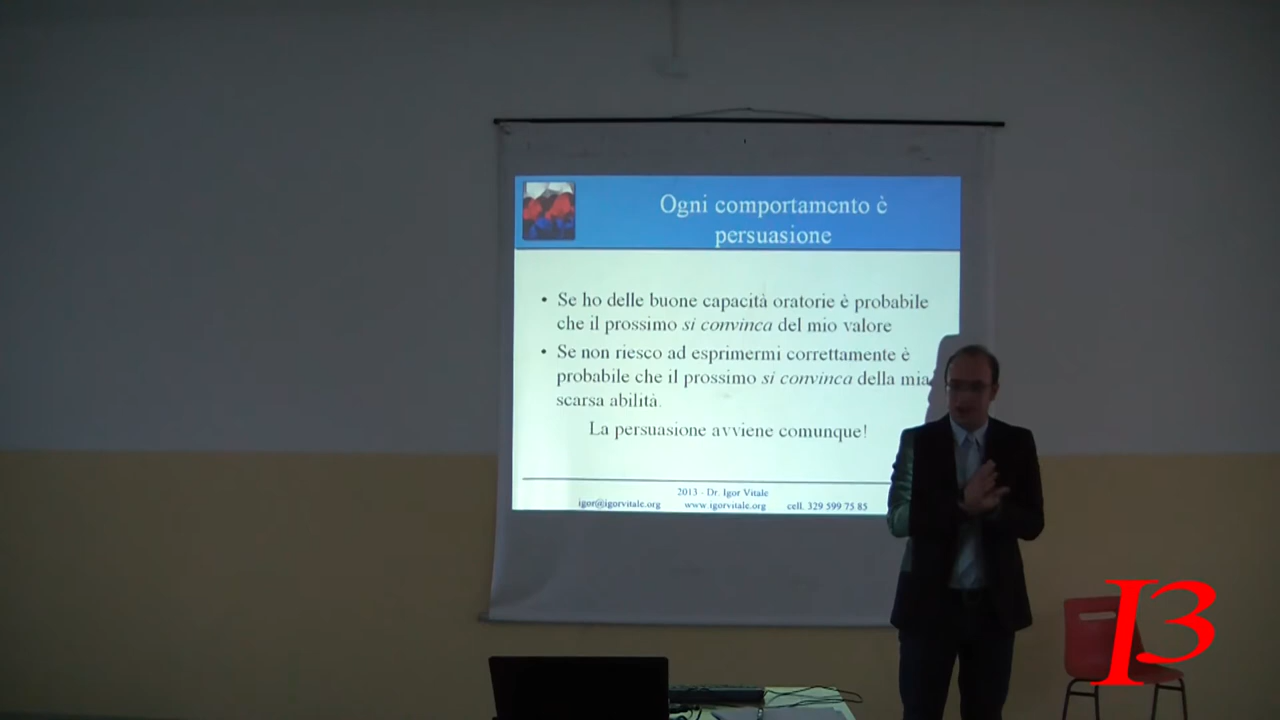 Ogni comportamento è
persuasione
• Se ho delle buone capacità oratorie è probabile
che il prossimo si convinca del mio valore
• Se non riesco ad esprimermi correttamente è
probabile che il prossimo si convinca della mia
scarsa abilità.
La persuasione avviene comunque!
2013 - Dr. Igor Vitale
igor@igorvitale.org www.igorvitale.org cell. 329 599 75 85
I3